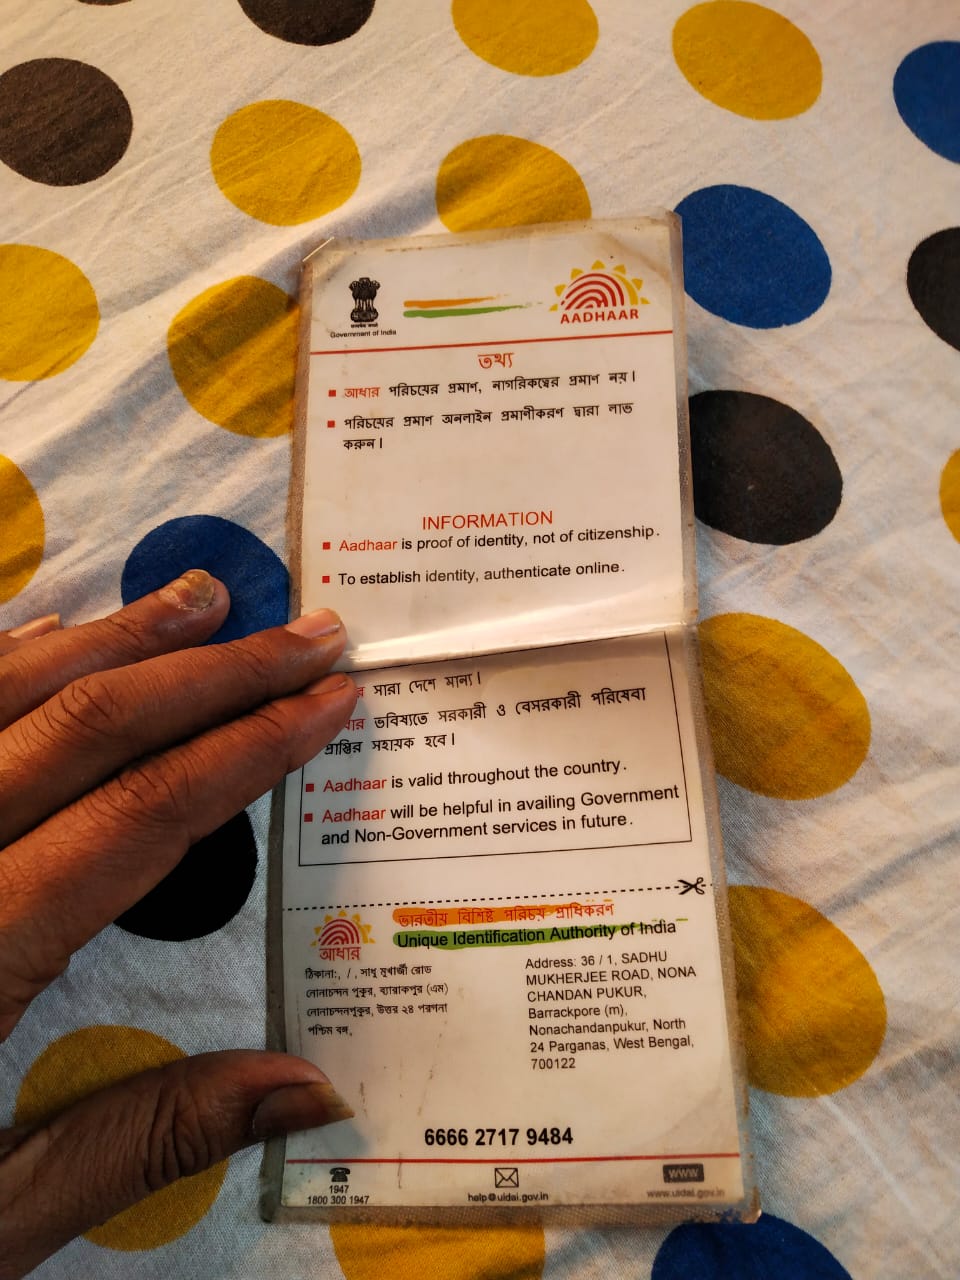 Government of India
AADHAAR
তথ্য
আধার পরিচয়ের প্রমাণ, নাগরিকত্বের প্রমাণ নয়।
পরিচয়ের প্রমাণ অনলাইন প্রমাণীকরণ দ্বারা লাভ
করুন।
INFORMATION
Aadhaar is proof of identity, not of citizenship.
To establish identity, authenticate online.
সারা দেশে মান্য।
ভবিষ্যতে সরকারী ও বেসরকারী পরিষেবা
প্রাপ্তির সহায়ক হবে।
Aadhaar is valid throughout the country.
Aadhaar will be helpful in availing Government
and Non-Government services in future.
ভারতীয় বিশিষ্ট পরিচয় প্রাধিকরণ
Unique Identification Authority of India
আধার
ঠিকানা:, / , সাধু মুখার্জী রোড
নোনাচন্দন পুকুর, ব্যারাকপুর (এম)
নোনাচন্দনপুকুর, উত্তর ২৪ পরগনা
পশ্চিম বঙ্গ,
Address: 36 / 1, SADHU
MUKHERJEE ROAD, NONA
CHANDAN PUKUR,
Barrackpore (m),
Nonachandanpukur, North
24 Parganas, West Bengal,
700122
6666 2717 9484
1947
1800 300 1947
help@uidai.gov.in
www
www.uidai.gov.in